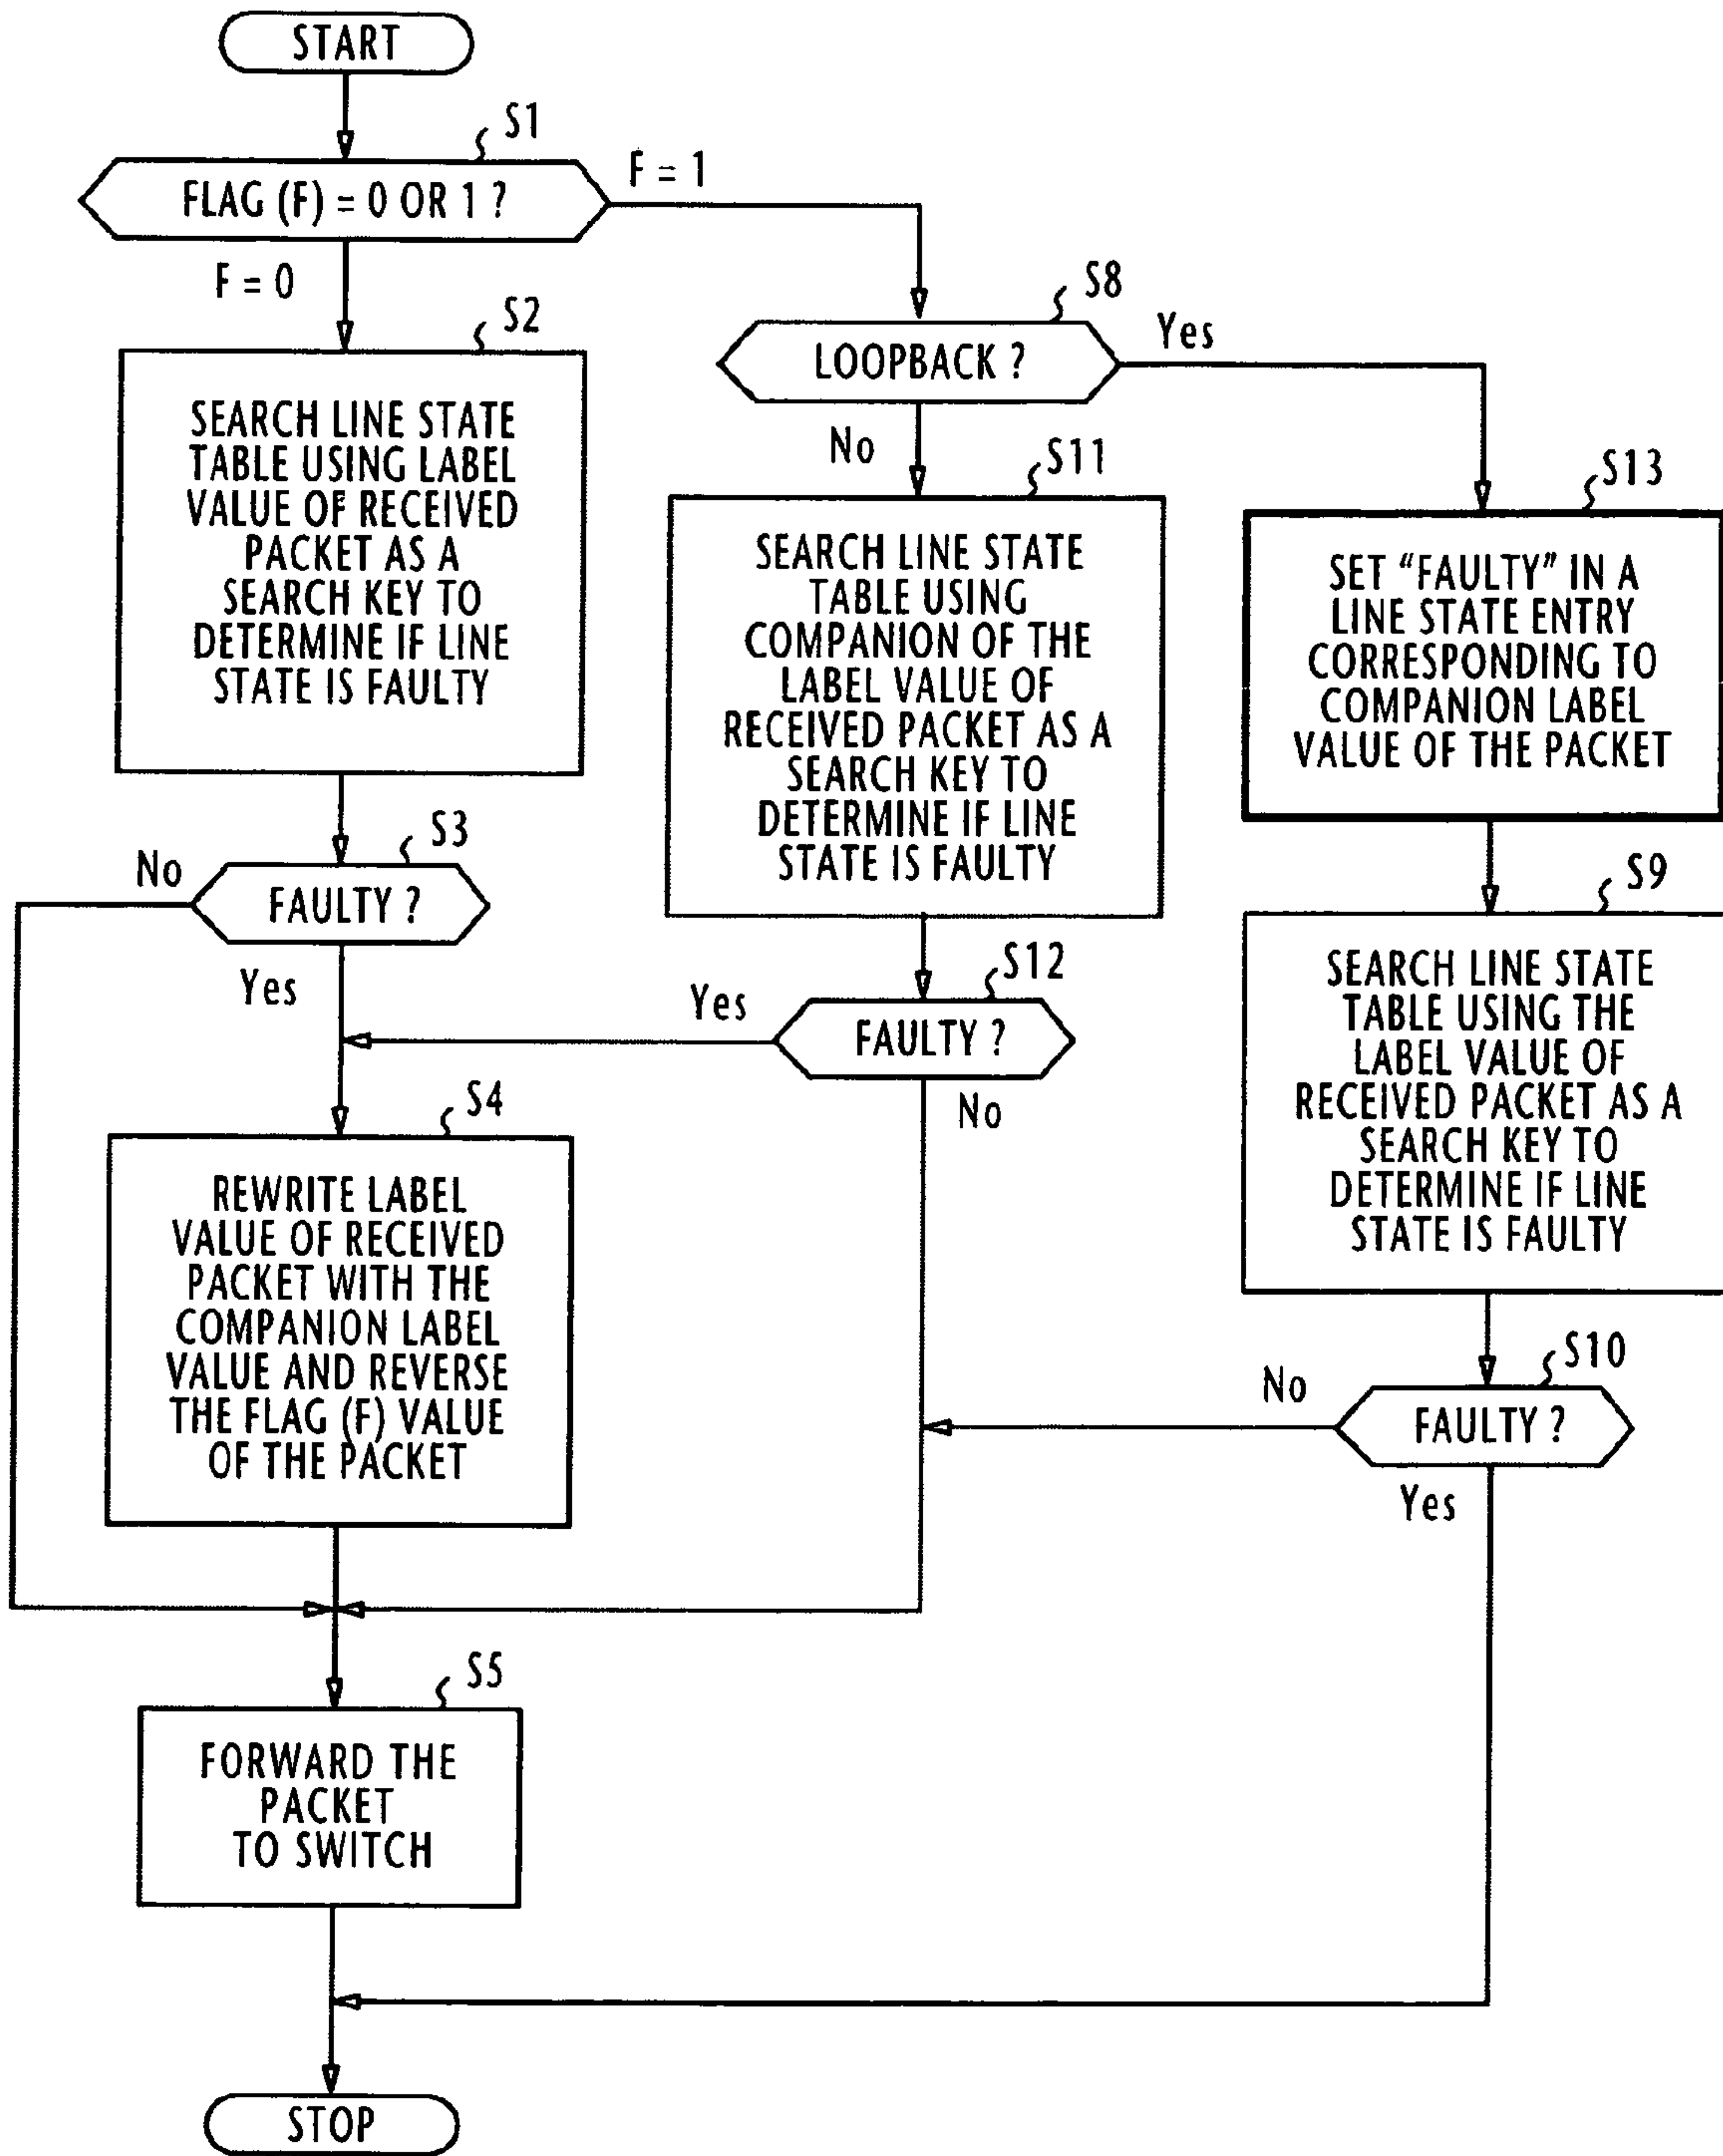 START
S1
FLAG (F) = 0 OR 1 ?
F = 1
F = 0
S2
SEARCH LINE STATE
TABLE USING LABEL
VALUE OF RECEIVED
PACKET AS A
SEARCH KEY TO
DETERMINE IF LINE
STATE IS FAULTY
S8
LOOPBACK ?
Yes
No
S11
SEARCH LINE STATE
TABLE USING
COMPANION OF THE
LABEL VALUE OF
RECEIVED PACKET AS A
SEARCH KEY TO
DETERMINE IF LINE
STATE IS FAULTY
S13
SET “FAULTY” IN A
LINE STATE ENTRY
CORRESPONDING TO
COMPANION LABEL
VALUE OF THE PACKET
S3
No
FAULTY ?
Yes
S12
Yes
FAULTY ?
No
S9
SEARCH LINE STATE
TABLE USING THE
LABEL VALUE OF
RECEIVED PACKET AS A
SEARCH KEY TO
DETERMINE IF LINE
STATE IS FAULTY
S4
REWRITE LABEL
VALUE OF RECEIVED
PACKET WITH THE
COMPANION LABEL
VALUE AND REVERSE
THE FLAG (F) VALUE
OF THE PACKET
S10
No
FAULTY ?
Yes
S5
FORWARD THE
PACKET
TO SWITCH
STOP